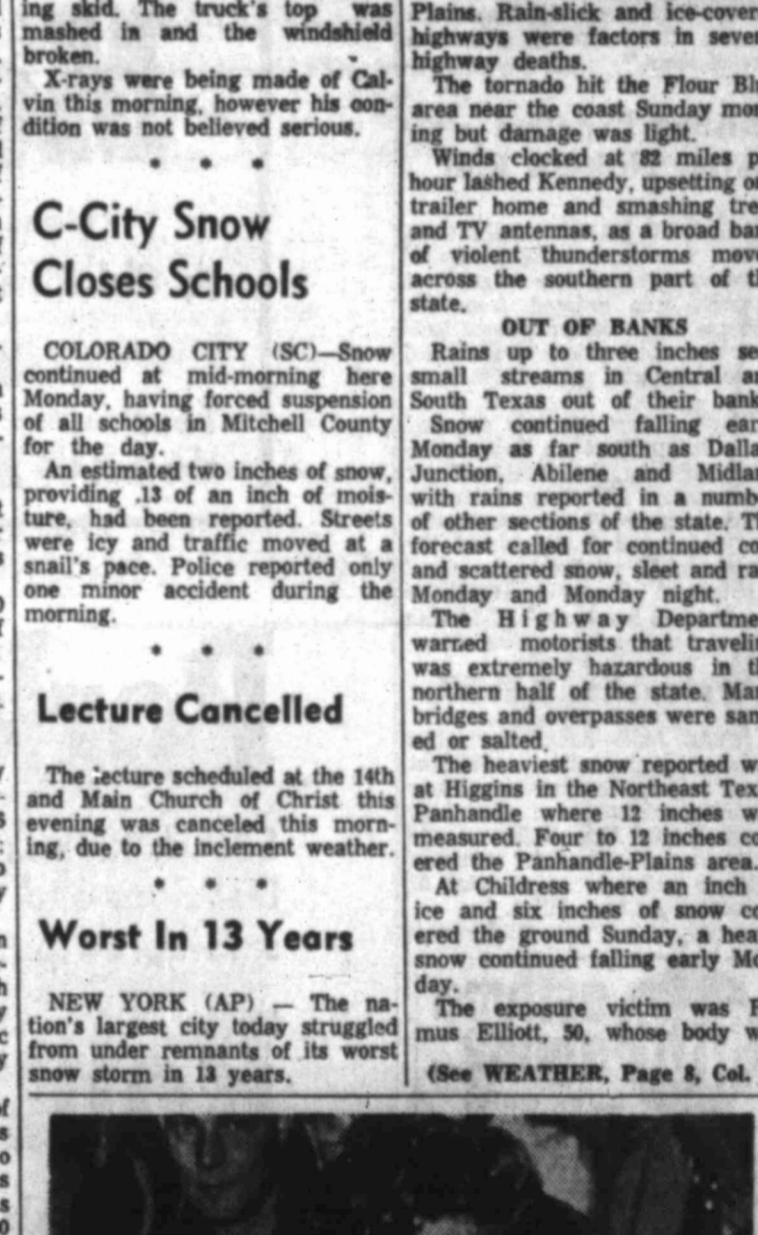 ing skid. The truck's top was
mashed in and the windshield
broken.
X-rays were being made of Cal-
vin this morning, however his con-
dition was not believed serious.
* * *
C-City Snow
Closes Schools
COLORADO CITY (SC)—Snow
continued at mid-morning here
Monday, having forced suspension
of all schools in Mitchell County
for the day.
An estimated two inches of snow,
providing .13 of an inch of mois-
ture, had been reported. Streets
were icy and traffic moved at a
snail's pace. Police reported only
one minor accident during the
morning.
* * *
Lecture Cancelled
The lecture scheduled at the 14th
and Main Church of Christ this
evening was canceled this morn-
ing, due to the inclement weather.
* * *
Worst In 13 Years
NEW YORK (AP) — The na-
tion's largest city today struggled
from under remnants of its worst
snow storm in 13 years.
Plains. Rain-slick and ice-cover
highways were factors in seve
highway deaths.
The tornado hit the Flour Bl
area near the coast Sunday mor
ing but damage was light.
Winds clocked at 82 miles p
hour lashed Kennedy, upsetting o
trailer home and smashing tre
and TV antennas, as a broad ba
of violent thunderstorms mov
across the southern part of t
state.
OUT OF BANKS
Rains up to three inches se
small streams in Central a
South Texas out of their bank
Snow continued falling ear
Monday as far south as Dalla
Junction, Abilene and Midla
with rains reported in a numb
of other sections of the state. T
forecast called for continued co
and scattered snow, sleet and ra
Monday and Monday night.
The Highway Departme
warned motorists that traveli
was extremely hazardous in t
northern half of the state. Ma
bridges and overpasses were san
ed or salted.
The heaviest snow reported w
at Higgins in the Northeast Tex
Panhandle where 12 inches w
measured. Four to 12 inches co
ered the Panhandle-Plains area.
At Childress where an inch
ice and six inches of snow co
ered the ground Sunday, a hea
snow continued falling early Mo
day.
The exposure victim was
mus Elliott, 50, whose body w
(See WEATHER, Page 8, Col.